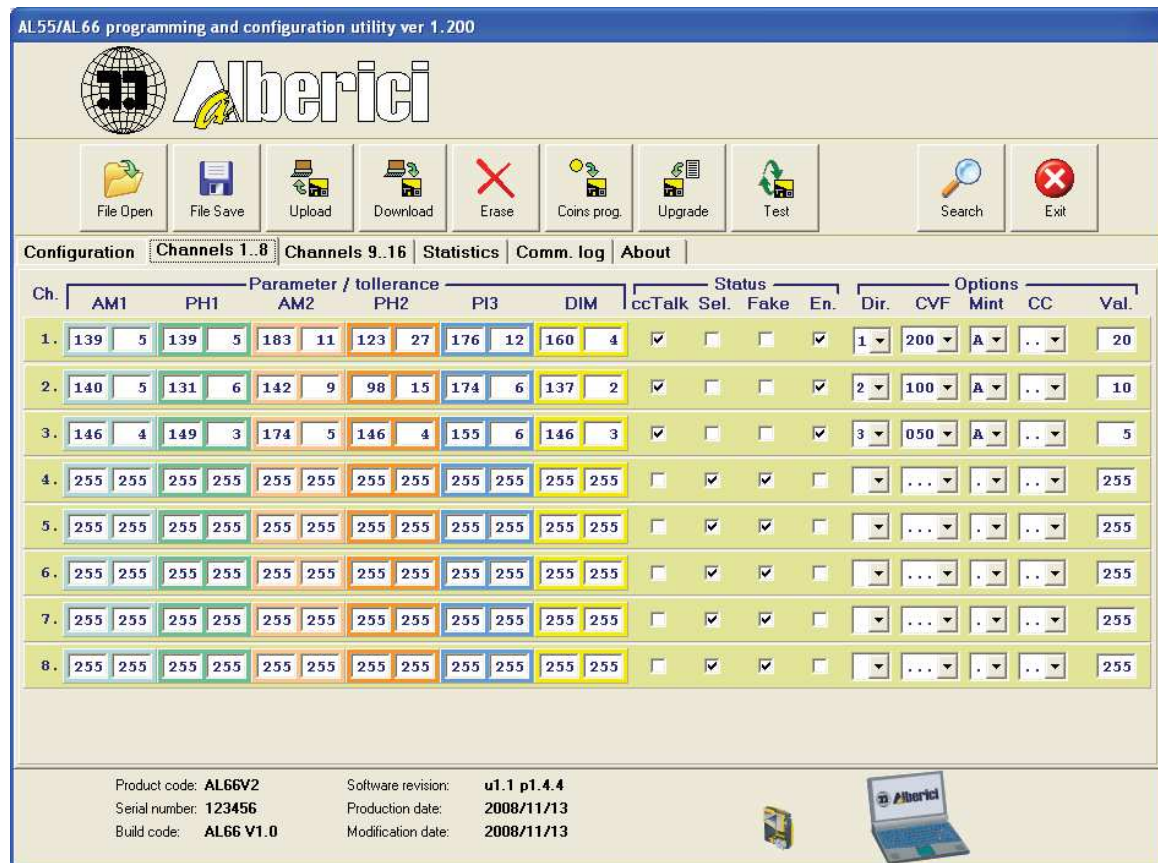 AL55/AL66 programming and configuration utility ver 1.200
Alberici
File Open File Save Upload Download Erase Coins prog. Upgrade Test Search Exit
Configuration Channels 1..8 Channels 9..16 Statistics Comm. log About
Ch. Parameter / tollerance Status Options
AM1 PH1 AM2 PH2 PI3 DIM ccTalk Sel. Fake En. Dir. CVF Mint CC Val.
1. 139 5 139 5 183 11 123 27 176 12 160 4 1 200 A .. 20
2. 140 5 131 6 142 9 98 15 174 6 137 2 2 100 A .. 10
3. 146 4 149 3 174 5 146 4 155 6 146 3 3 050 A .. 5
4. 255 255 255 255 255 255 255 255 255 255 255 255 ... . .. 255
5. 255 255 255 255 255 255 255 255 255 255 255 255 ... . .. 255
6. 255 255 255 255 255 255 255 255 255 255 255 255 ... . .. 255
7. 255 255 255 255 255 255 255 255 255 255 255 255 ... . .. 255
8. 255 255 255 255 255 255 255 255 255 255 255 255 ... . .. 255
Product code: AL66V2 Software revision: u1.1 p1.4.4
Serial number: 123456 Production date: 2008/11/13
Build code: AL66 V1.0 Modification date: 2008/11/13
Alberici